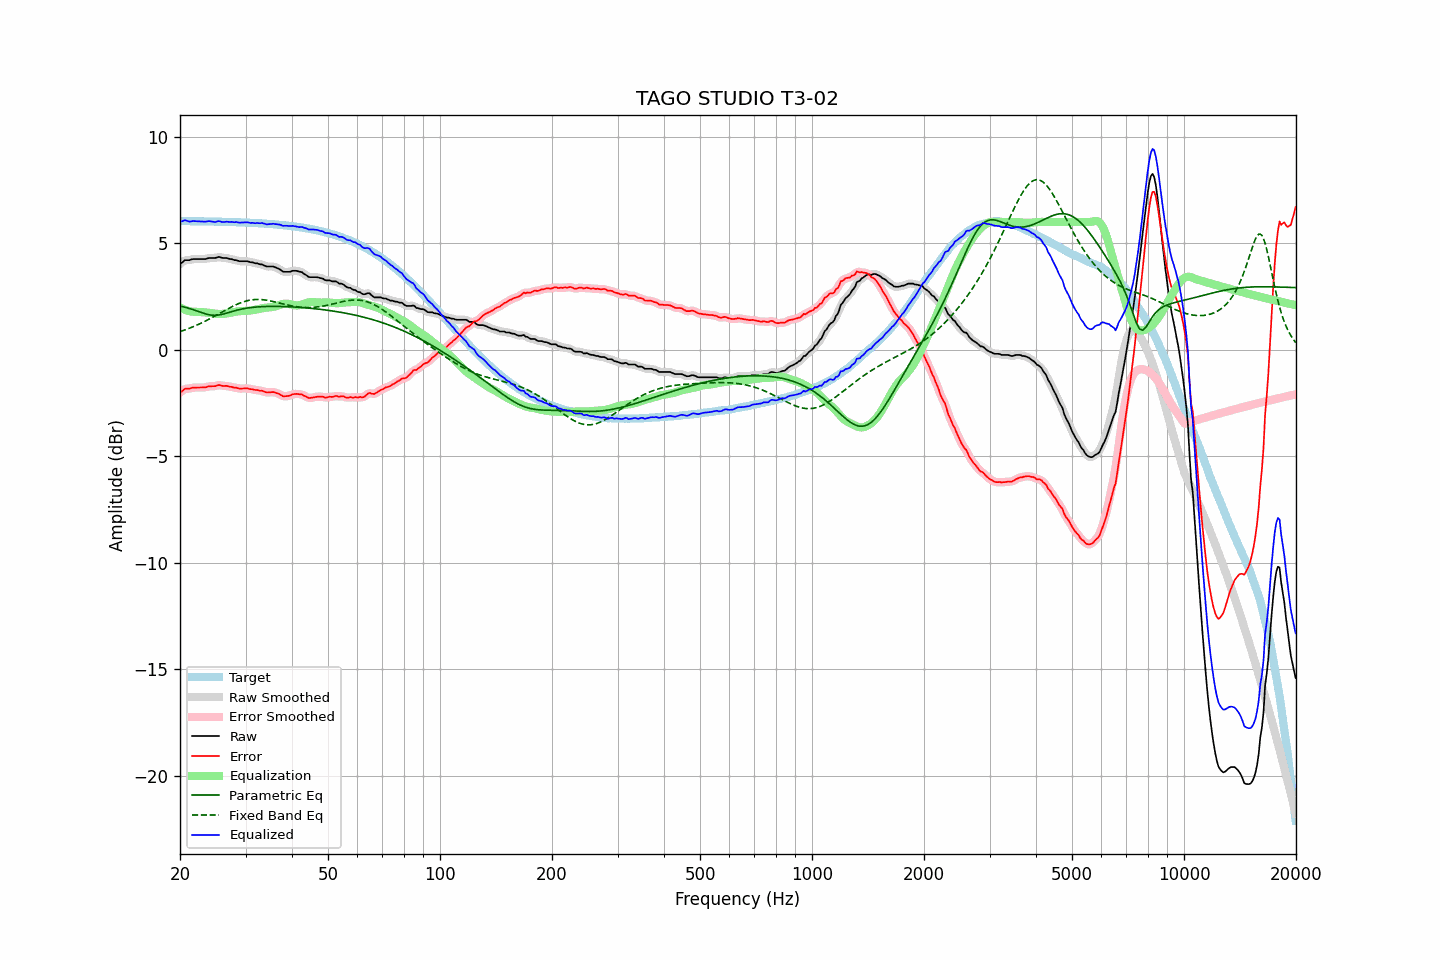 TAGO STUDIO T3-02
10
5
0
−5
−10
−15
−20
Amplitude (dBr)
Target
Raw Smoothed
Error Smoothed
Raw
Error
Equalization
Parametric Eq
Fixed Band Eq
Equalized
20 50 100 200 500 1000 2000 5000 10000 20000
Frequency (Hz)